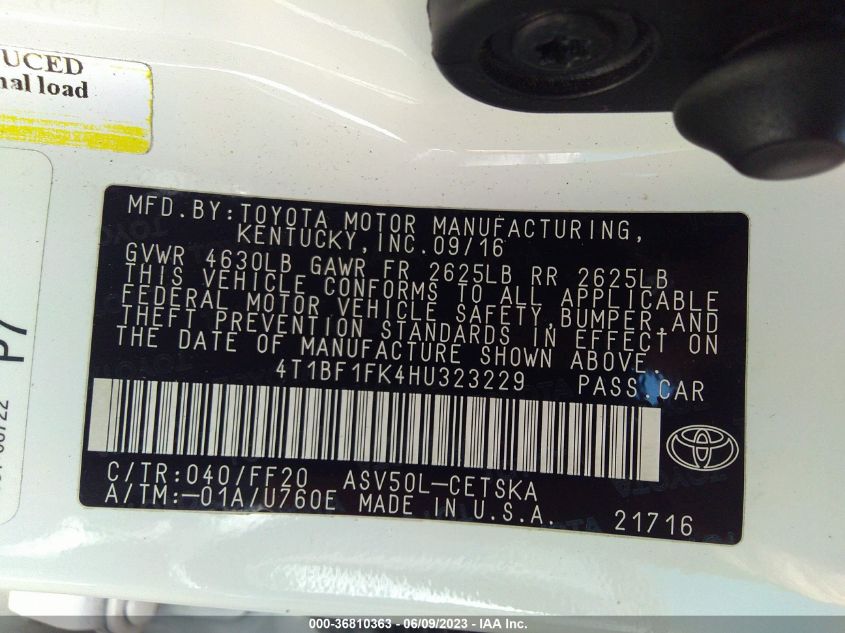 UCED
nal load
MFD.BY:TOYOTA MOTOR MANUFACTURING,
KENTUCKY,INC.09/16
GVWR 4630LB GAWR FR 2625LB RR 2625LB
THIS VEHICLE CONFORMS TO ALL APPLICABLE
FEDERAL MOTOR VEHICLE SAFETY,BUMPER,AND
THEFT PREVENTION STANDARDS IN EFFECT ON
THE DATE OF MANUFACTURE SHOWN ABOVE.
4T1BF1FK4HU323229 PASS.CAR
C/TR:040/FF20 ASV50L-CETSKA
A/TM:-01A/U760E MADE IN U.S.A. 21716
P7
000-36810363 - 06/09/2023 - IAA Inc.